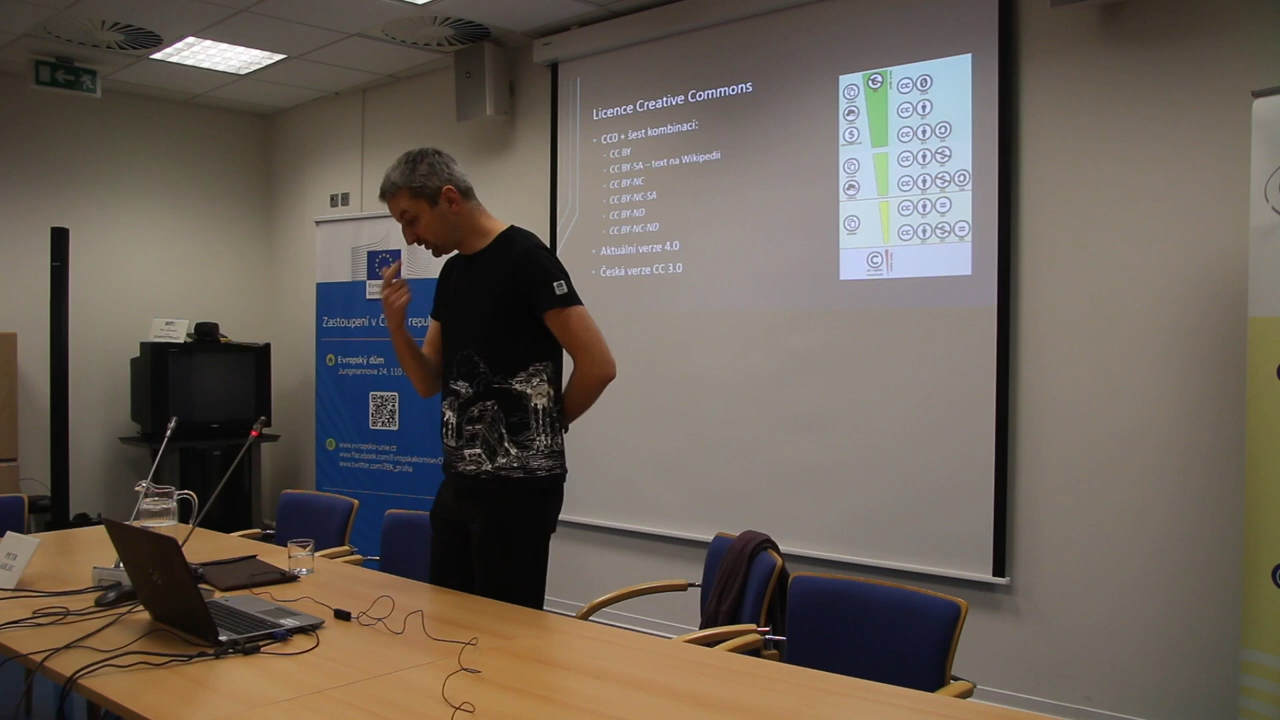 Licence Creative Commons
CC0 + šest kombinací:
- CC BY
- CC BY-SA – text na Wikipedii
- CC BY-NC
- CC BY-NC-SA
- CC BY-ND
- CC BY-NC-ND
Aktuální verze 4.0
Česká verze CC 3.0
Zastoupení v
Evropský dům
Jungmannova 24, 110
www.evropska-unie.cz
www.facebook.com/Evropskakomise
www.twitter.com/ZEK_praha
PETR